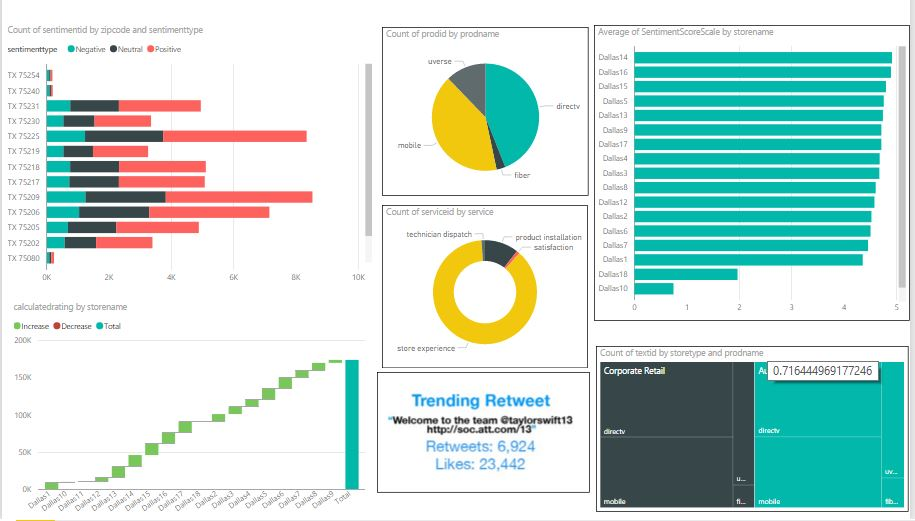 Count of sentimentid by zipcode and sentimenttype
sentimenttype Negative Neutral Positive
TX 75254
TX 75240
TX 75231
TX 75230
TX 75225
TX 75219
TX 75218
TX 75217
TX 75209
TX 75206
TX 75205
TX 75202
TX 75080
0K 2K 4K 6K 8K 10K
Count of prodid by prodname
uverse
directv
mobile
fiber
Average of SentimentScoreScale by storename
Dallas14
Dallas16
Dallas15
Dallas5
Dallas13
Dallas9
Dallas17
Dallas4
Dallas3
Dallas8
Dallas12
Dallas2
Dallas6
Dallas7
Dallas1
Dallas18
Dallas10
0 1 2 3 4 5
Count of serviceid by service
technician dispatch
product installation
satisfaction
store experience
calculatedrating by storename
Increase Decrease Total
200K
150K
100K
50K
0K
Dallas1 Dallas10 Dallas11 Dallas12 Dallas13 Dallas14 Dallas15 Dallas16 Dallas17 Dallas18 Dallas2 Dallas3 Dallas4 Dallas5 Dallas6 Dallas7 Dallas8 Dallas9 Total
Trending Retweet
"Welcome to the team @taylorswift13
http://soc.att.com/13"
Retweets: 6,924
Likes: 23,442
Count of textid by storetype and prodname
Corporate Retail
Au
0.716444969177246
directv
directv
u...
uv...
mobile
fi...
mobile
fib...